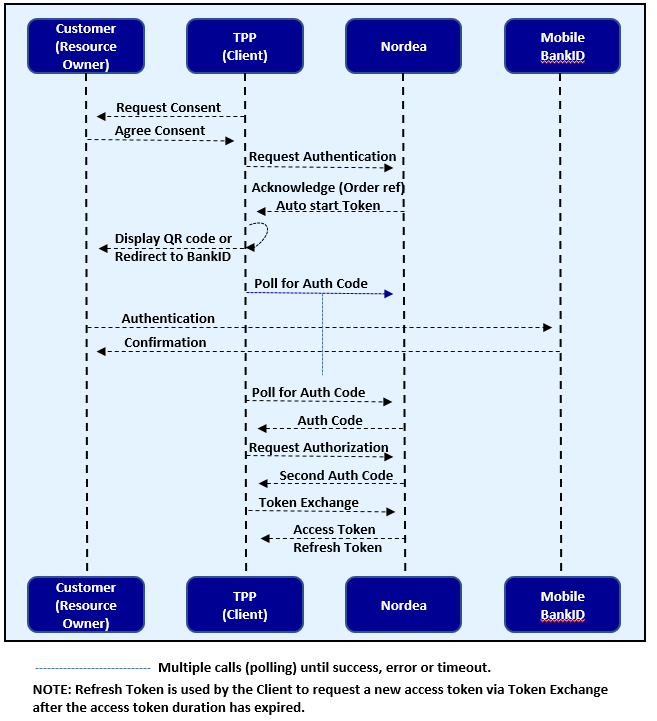 Customer
(Resource
Owner)
TPP
(Client)
Nordea
Mobile
BankID
Request Consent
Agree Consent
Request Authentication
Acknowledge (Order ref)
Auto start Token
Display QR code or
Redirect to BankID
Poll for Auth Code
Authentication
Confirmation
Poll for Auth Code
Auth Code
Request Authorization
Second Auth Code
Token Exchange
Access Token
Refresh Token
Customer
(Resource
Owner)
TPP
(Client)
Nordea
Mobile
BankID
Multiple calls (polling) until success, error or timeout.
NOTE: Refresh Token is used by the Client to request a new access token via Token Exchange
after the access token duration has expired.